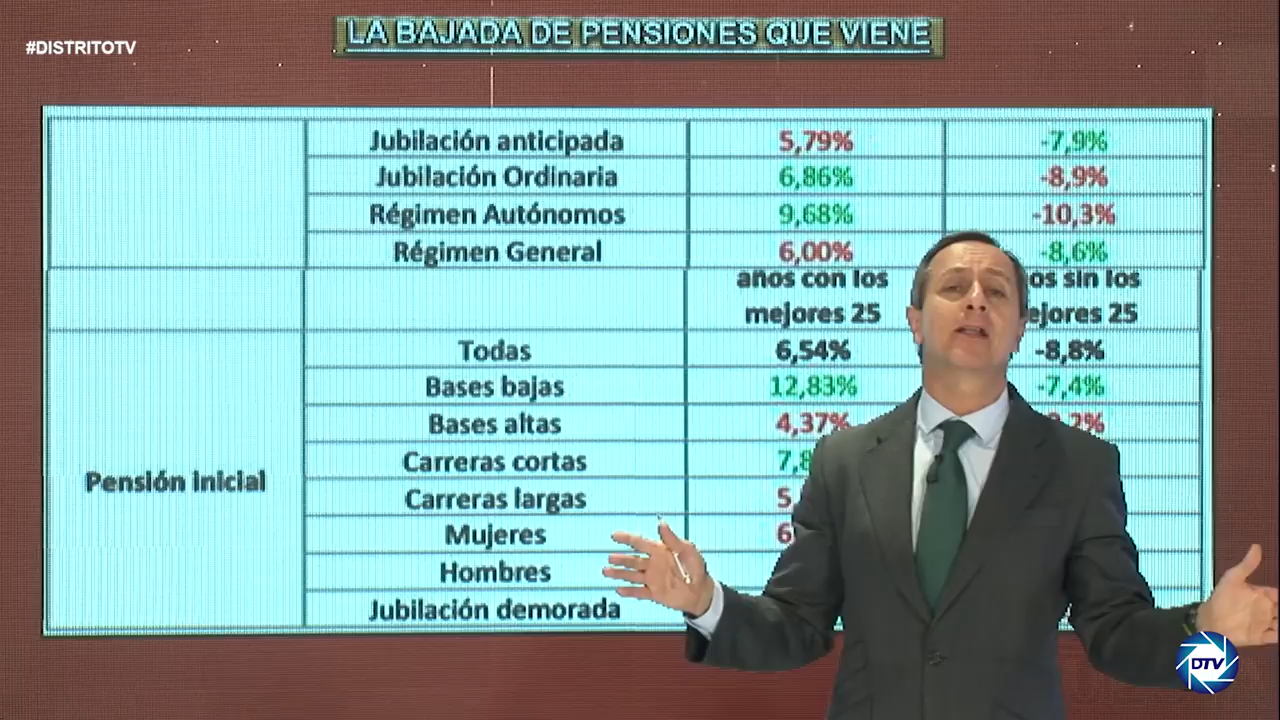 #DISTRITOTV
LA BAJADA DE PENSIONES QUE VIENE
Jubilación anticipada 5,79% -7,9%
Jubilación Ordinaria 6,86% -8,9%
Régimen Autónomos 9,68% -10,3%
Régimen General 6,00% -8,6%
años con los sin los
mejores 25 25
Todas 6,54% -8,8%
Bases bajas 12,83% -7,4%
Bases altas 4,37%
Carreras cortas
Pensión inicial
Carreras largas
Mujeres
Hombres
Jubilación demorada
DTV